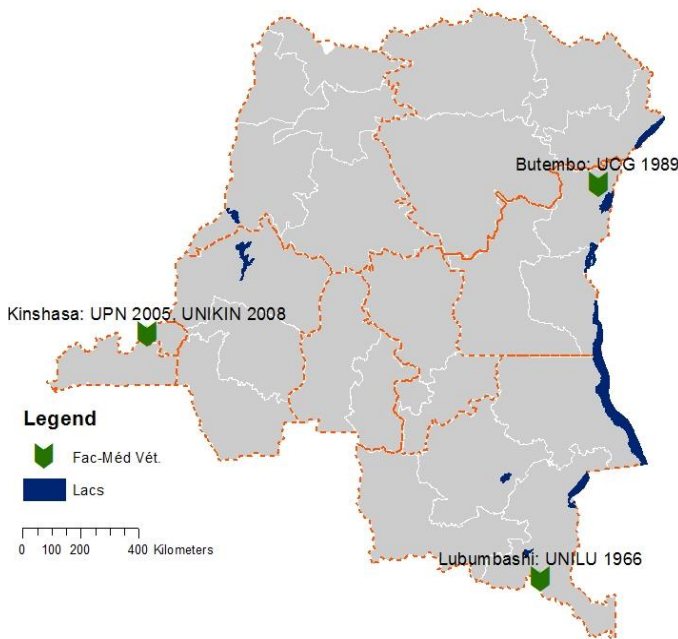 Butembo: UCG 1989
Kinshasa: UPN 2005, UNIKIN 2008
Legend
Fac-Méd Vét.
Lacs
0 100 200 400 Kilometers
Lubumbashi: UNILU 1966